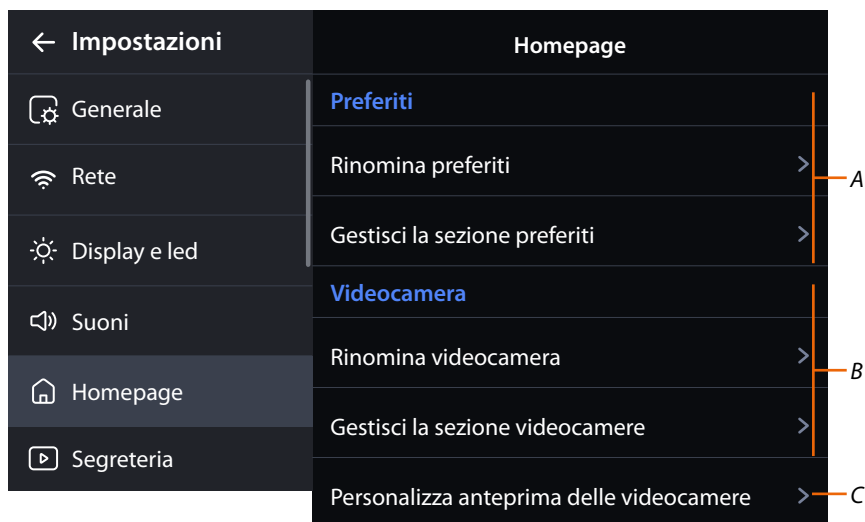 Impostazioni
Generale
Rete
Display e led
Suoni
Homepage
Segreteria
Homepage
Preferiti
Rinomina preferiti
Gestisci la sezione preferiti
A
Videocamera
Rinomina videocamera
Gestisci la sezione videocamere
B
Personalizza anteprima delle videocamere
C